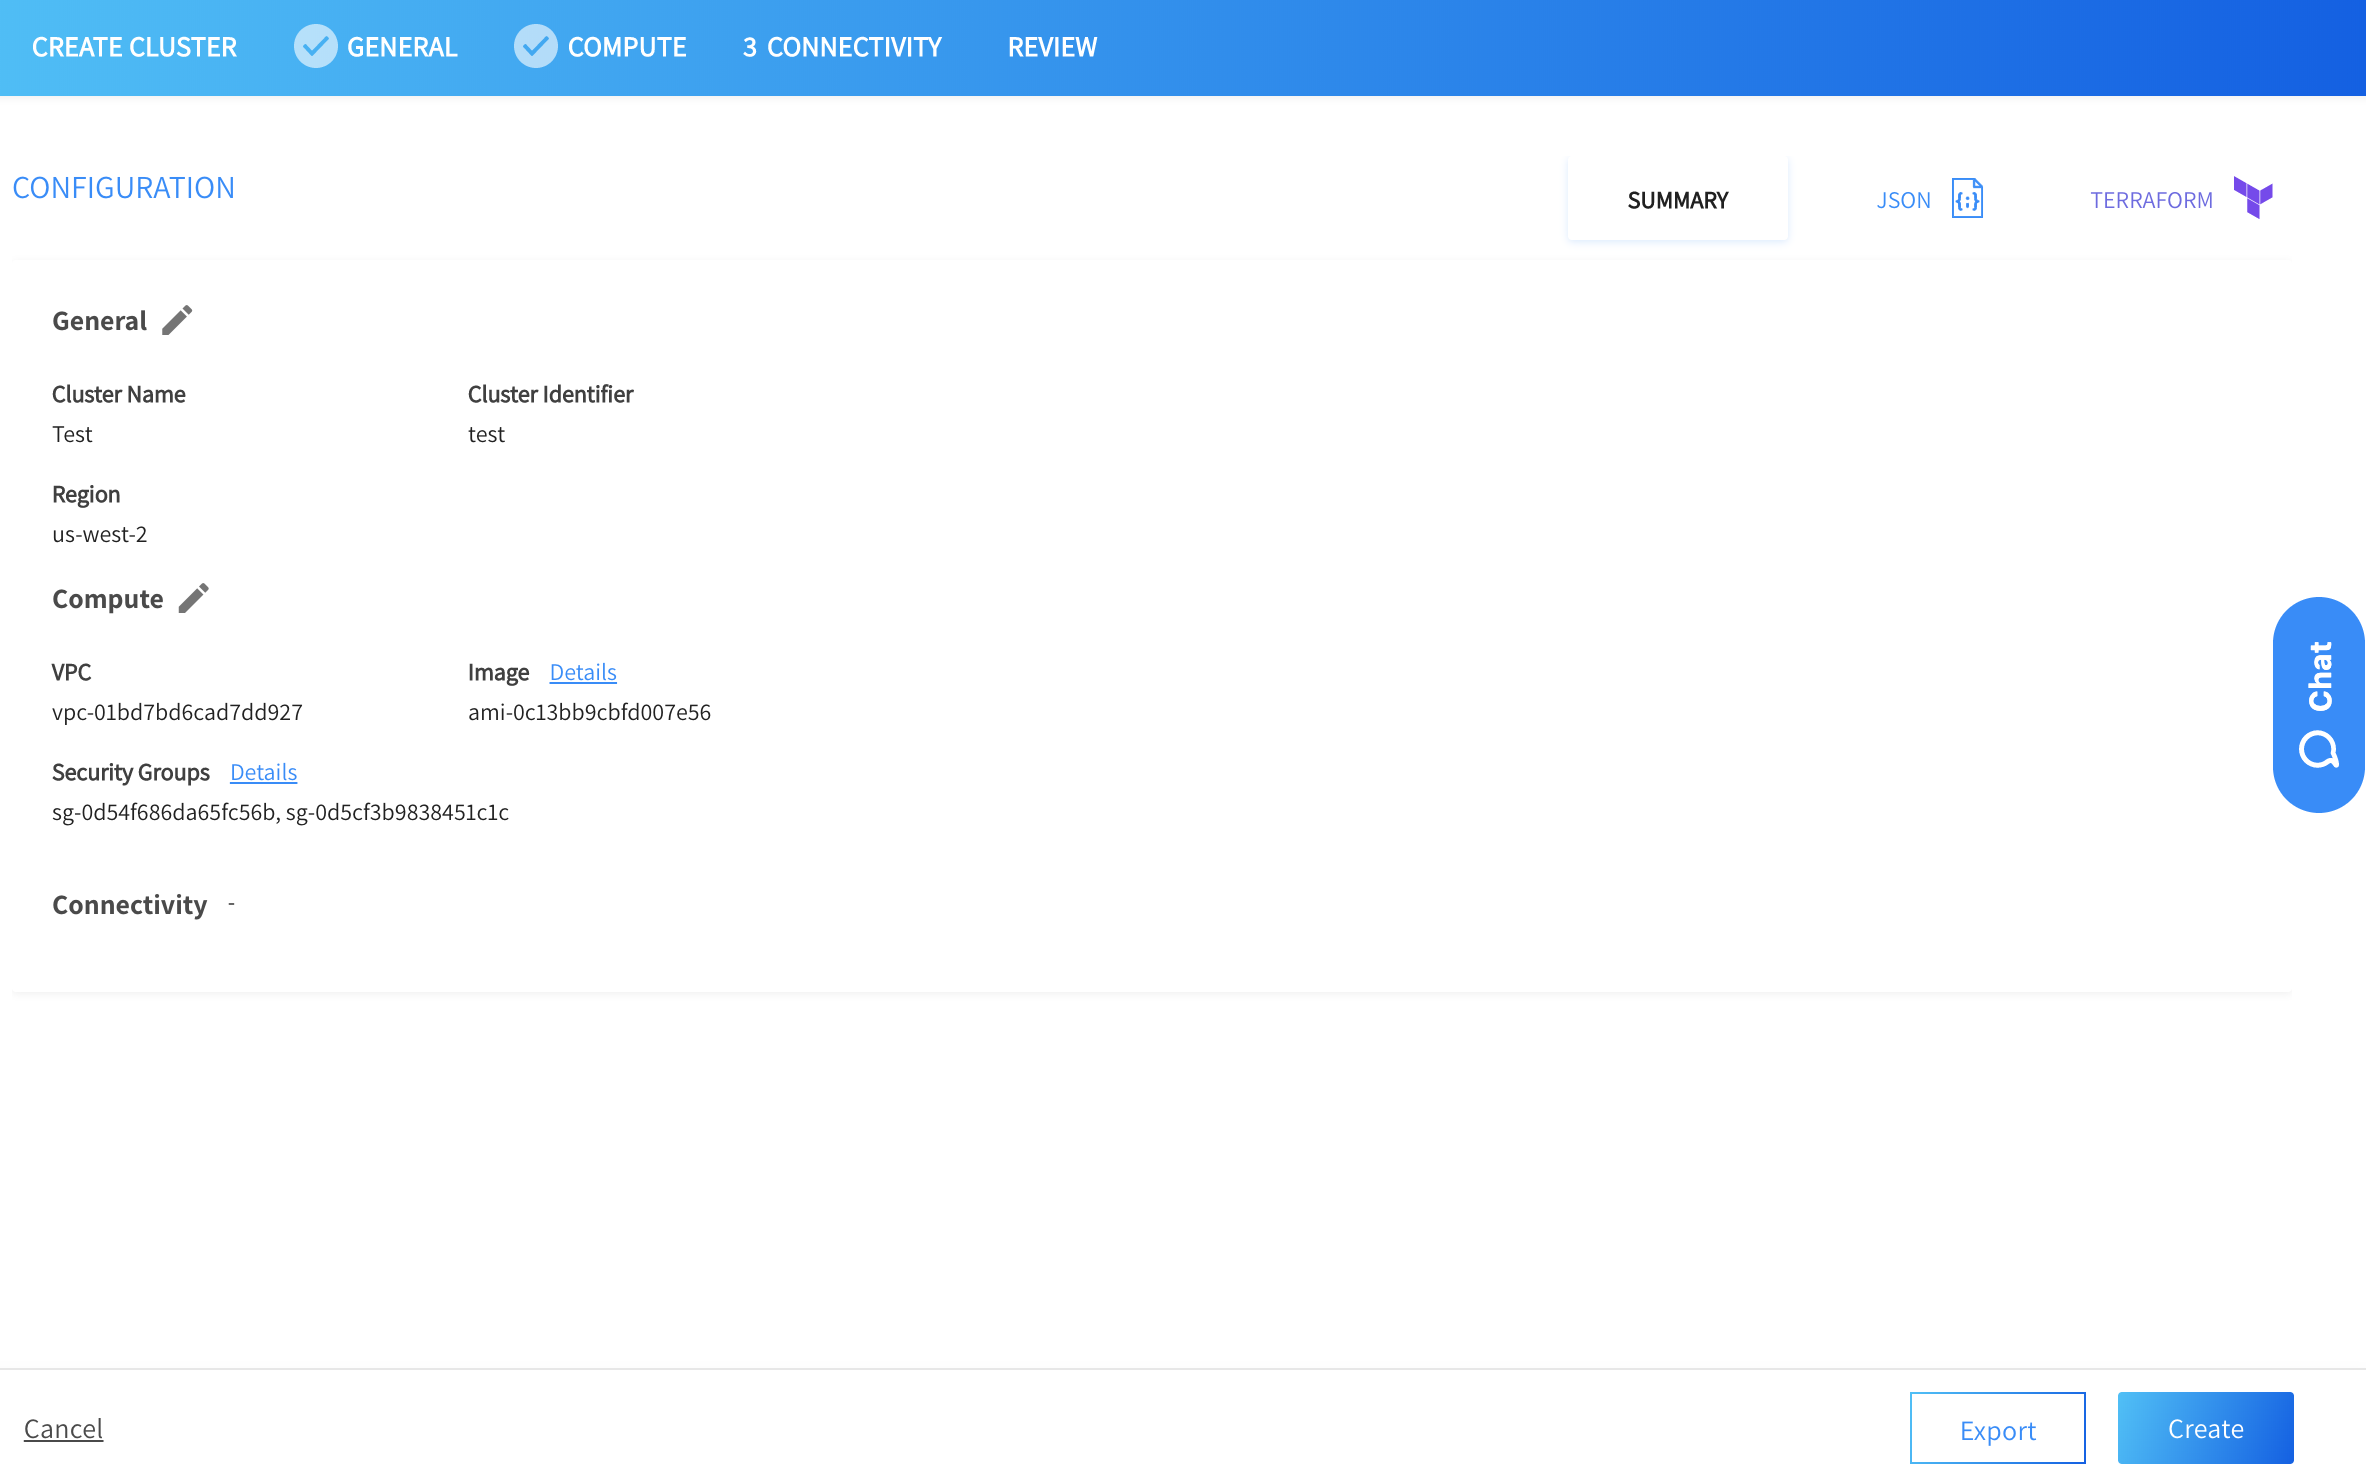 CREATE CLUSTER GENERAL COMPUTE 3 CONNECTIVITY REVIEW
CONFIGURATION
SUMMARY JSON TERRAFORM
General
Cluster Name Cluster Identifier
Test test
Region
us-west-2
Compute
VPC Image Details
vpc-01bd7bd6cad7dd927 ami-0c13bb9cbfd007e56
Security Groups Details
sg-0d54f686da65fc56b, sg-0d5cf3b9838451c1c
Connectivity -
chat
Cancel Export Create